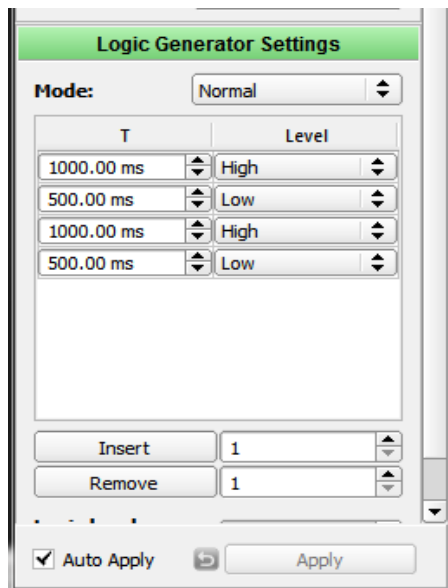 Logic Generator Settings
Mode: Normal
T Level
1000.00 ms High
500.00 ms Low
1000.00 ms High
500.00 ms Low
Insert 1
Remove 1
Auto Apply Apply